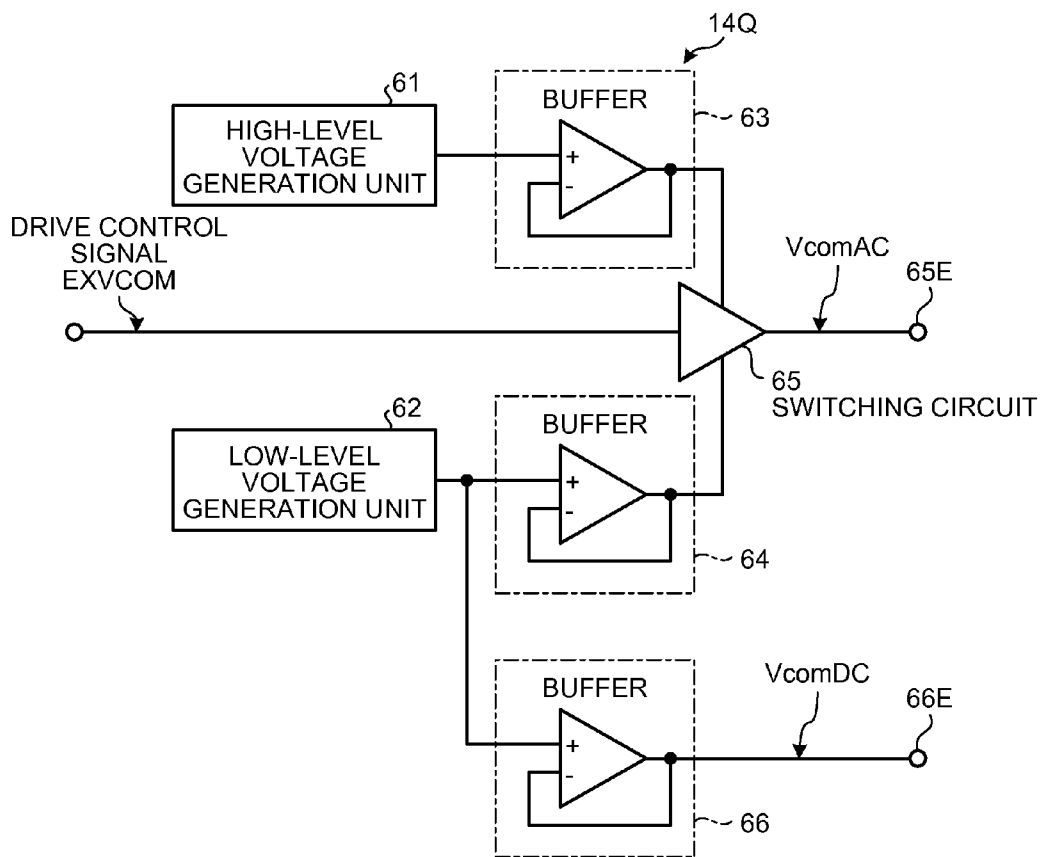 14Q
61
BUFFER
63
HIGH-LEVEL
VOLTAGE
GENERATION UNIT
+
-
DRIVE CONTROL
SIGNAL
EXVCOM
VcomAC
65E
65
SWITCHING CIRCUIT
62
BUFFER
LOW-LEVEL
VOLTAGE
GENERATION UNIT
+
-
64
BUFFER
VcomDC
66E
+
-
66